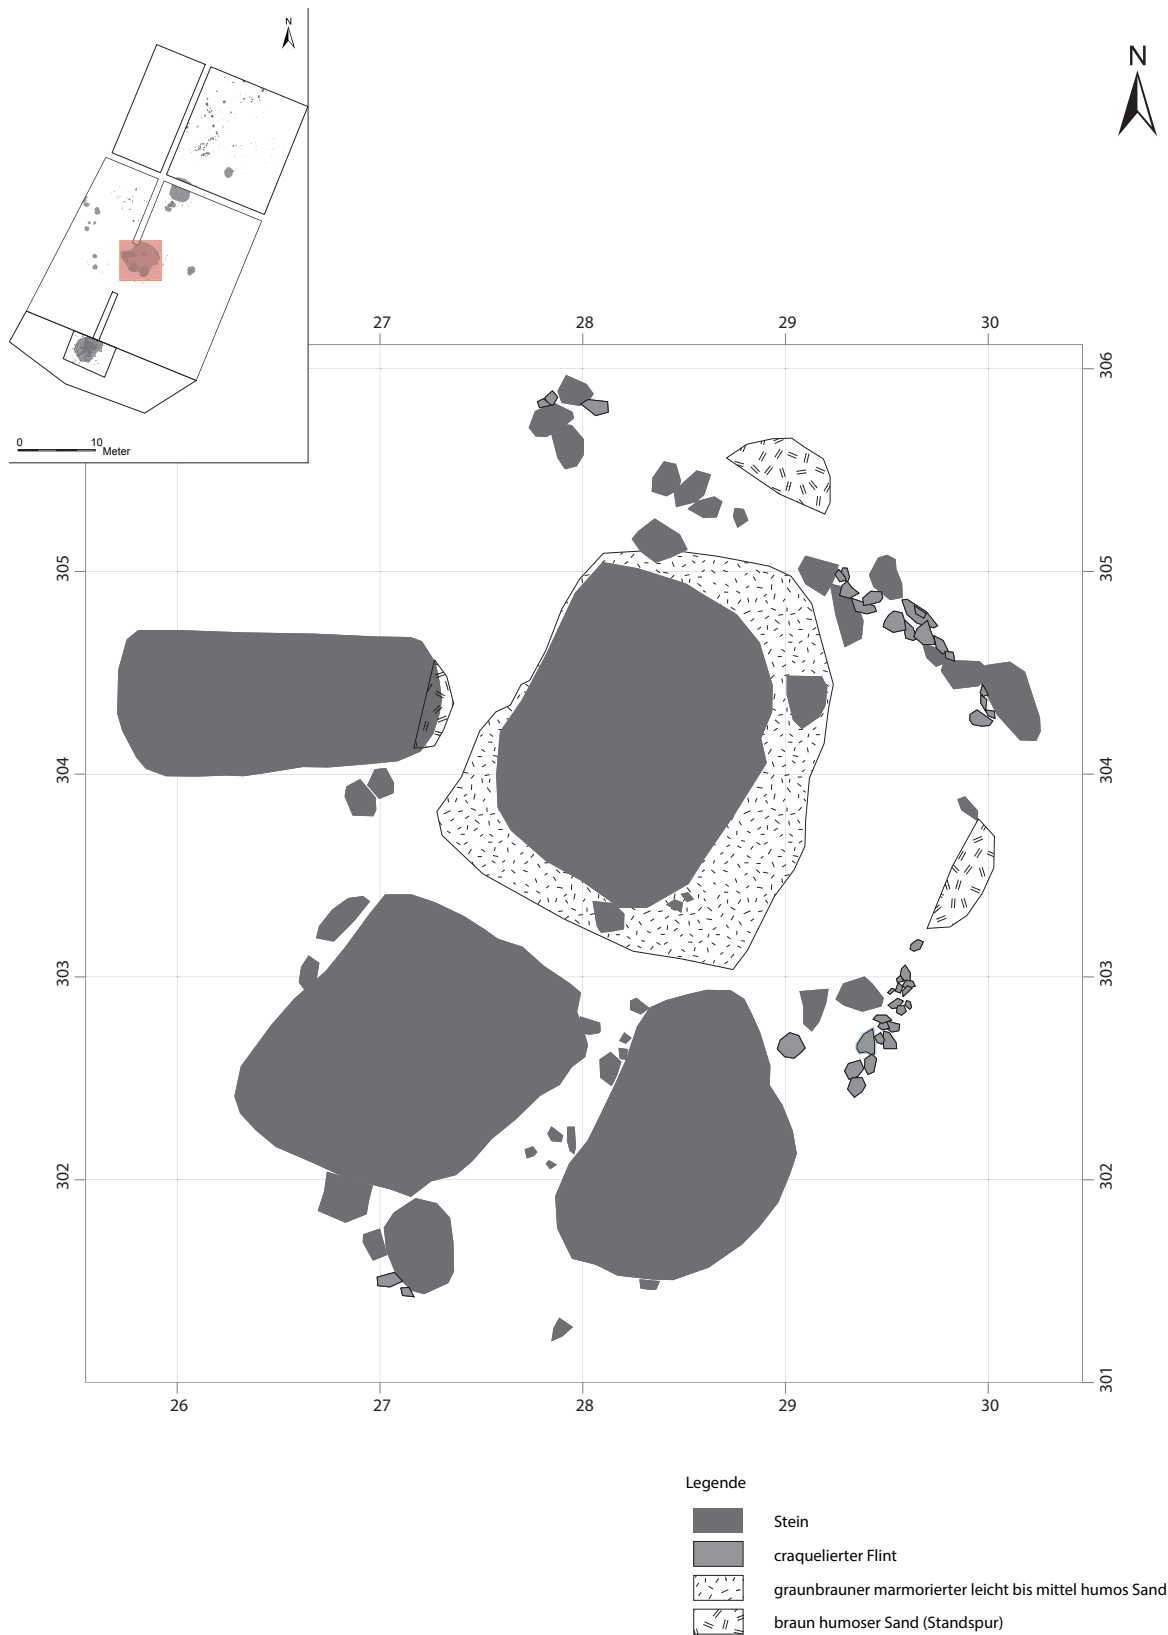 N
N
0 10
Meter
27 28 29 30
306
305 305
304 304
303 303
302 302
301
26 27 28 29 30
Legende
Stein
craquelierter Flint
graunbrauner marmorierter leicht bis mittel humos Sand
braun humoser Sand (Standspur)